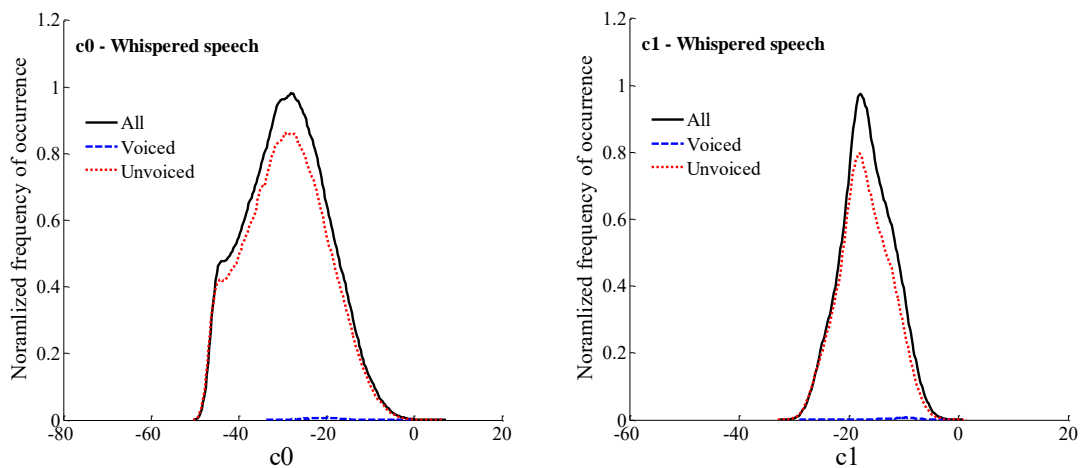 c0 - Whispered speech
Noramlized frequency of occurrence
1.2
1
0.8
0.6
0.4
0.2
0
All
Voiced
Unvoiced
-80
-60
-40
-20
0
20
c0
c1 - Whispered speech
Noramlized frequency of occurrence
1.2
1
0.8
0.6
0.4
0.2
0
All
Voiced
Unvoiced
-60
-40
-20
0
20
c1